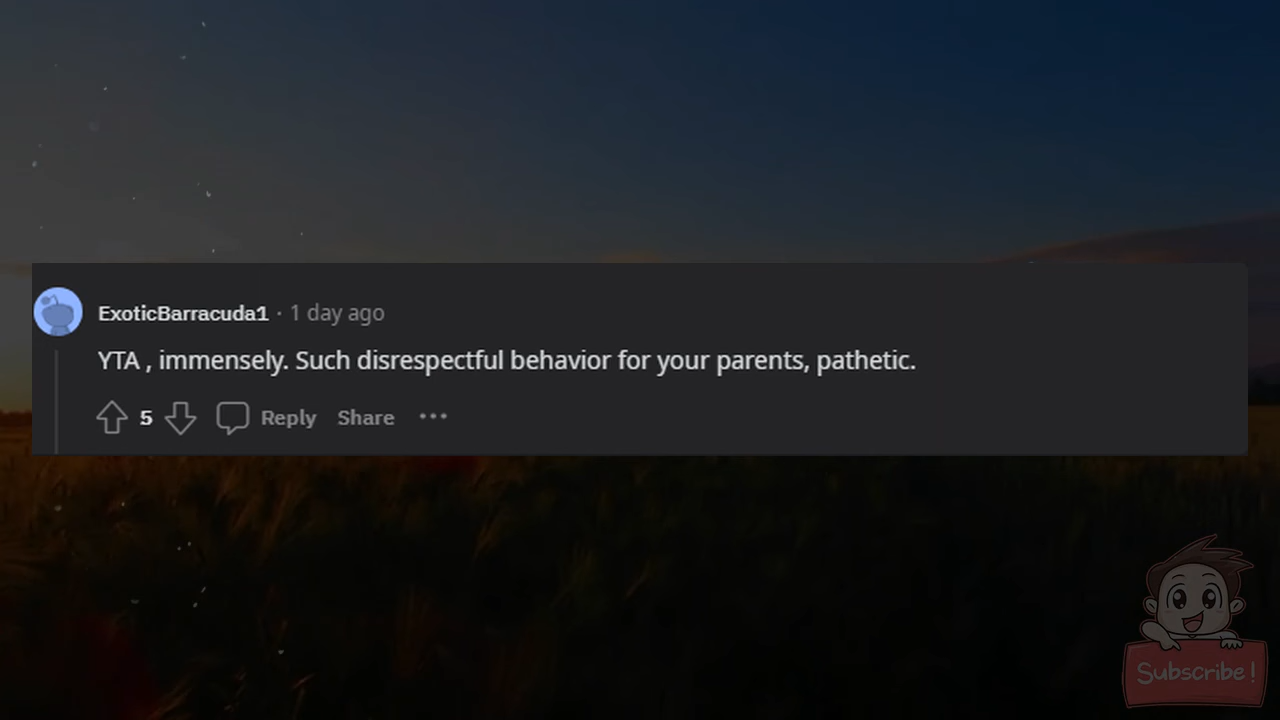 ExoticBarracuda1 · 1 day ago
YTA , immensely. Such disrespectful behavior for your parents, pathetic.
5 Reply Share ···
Subscribe!